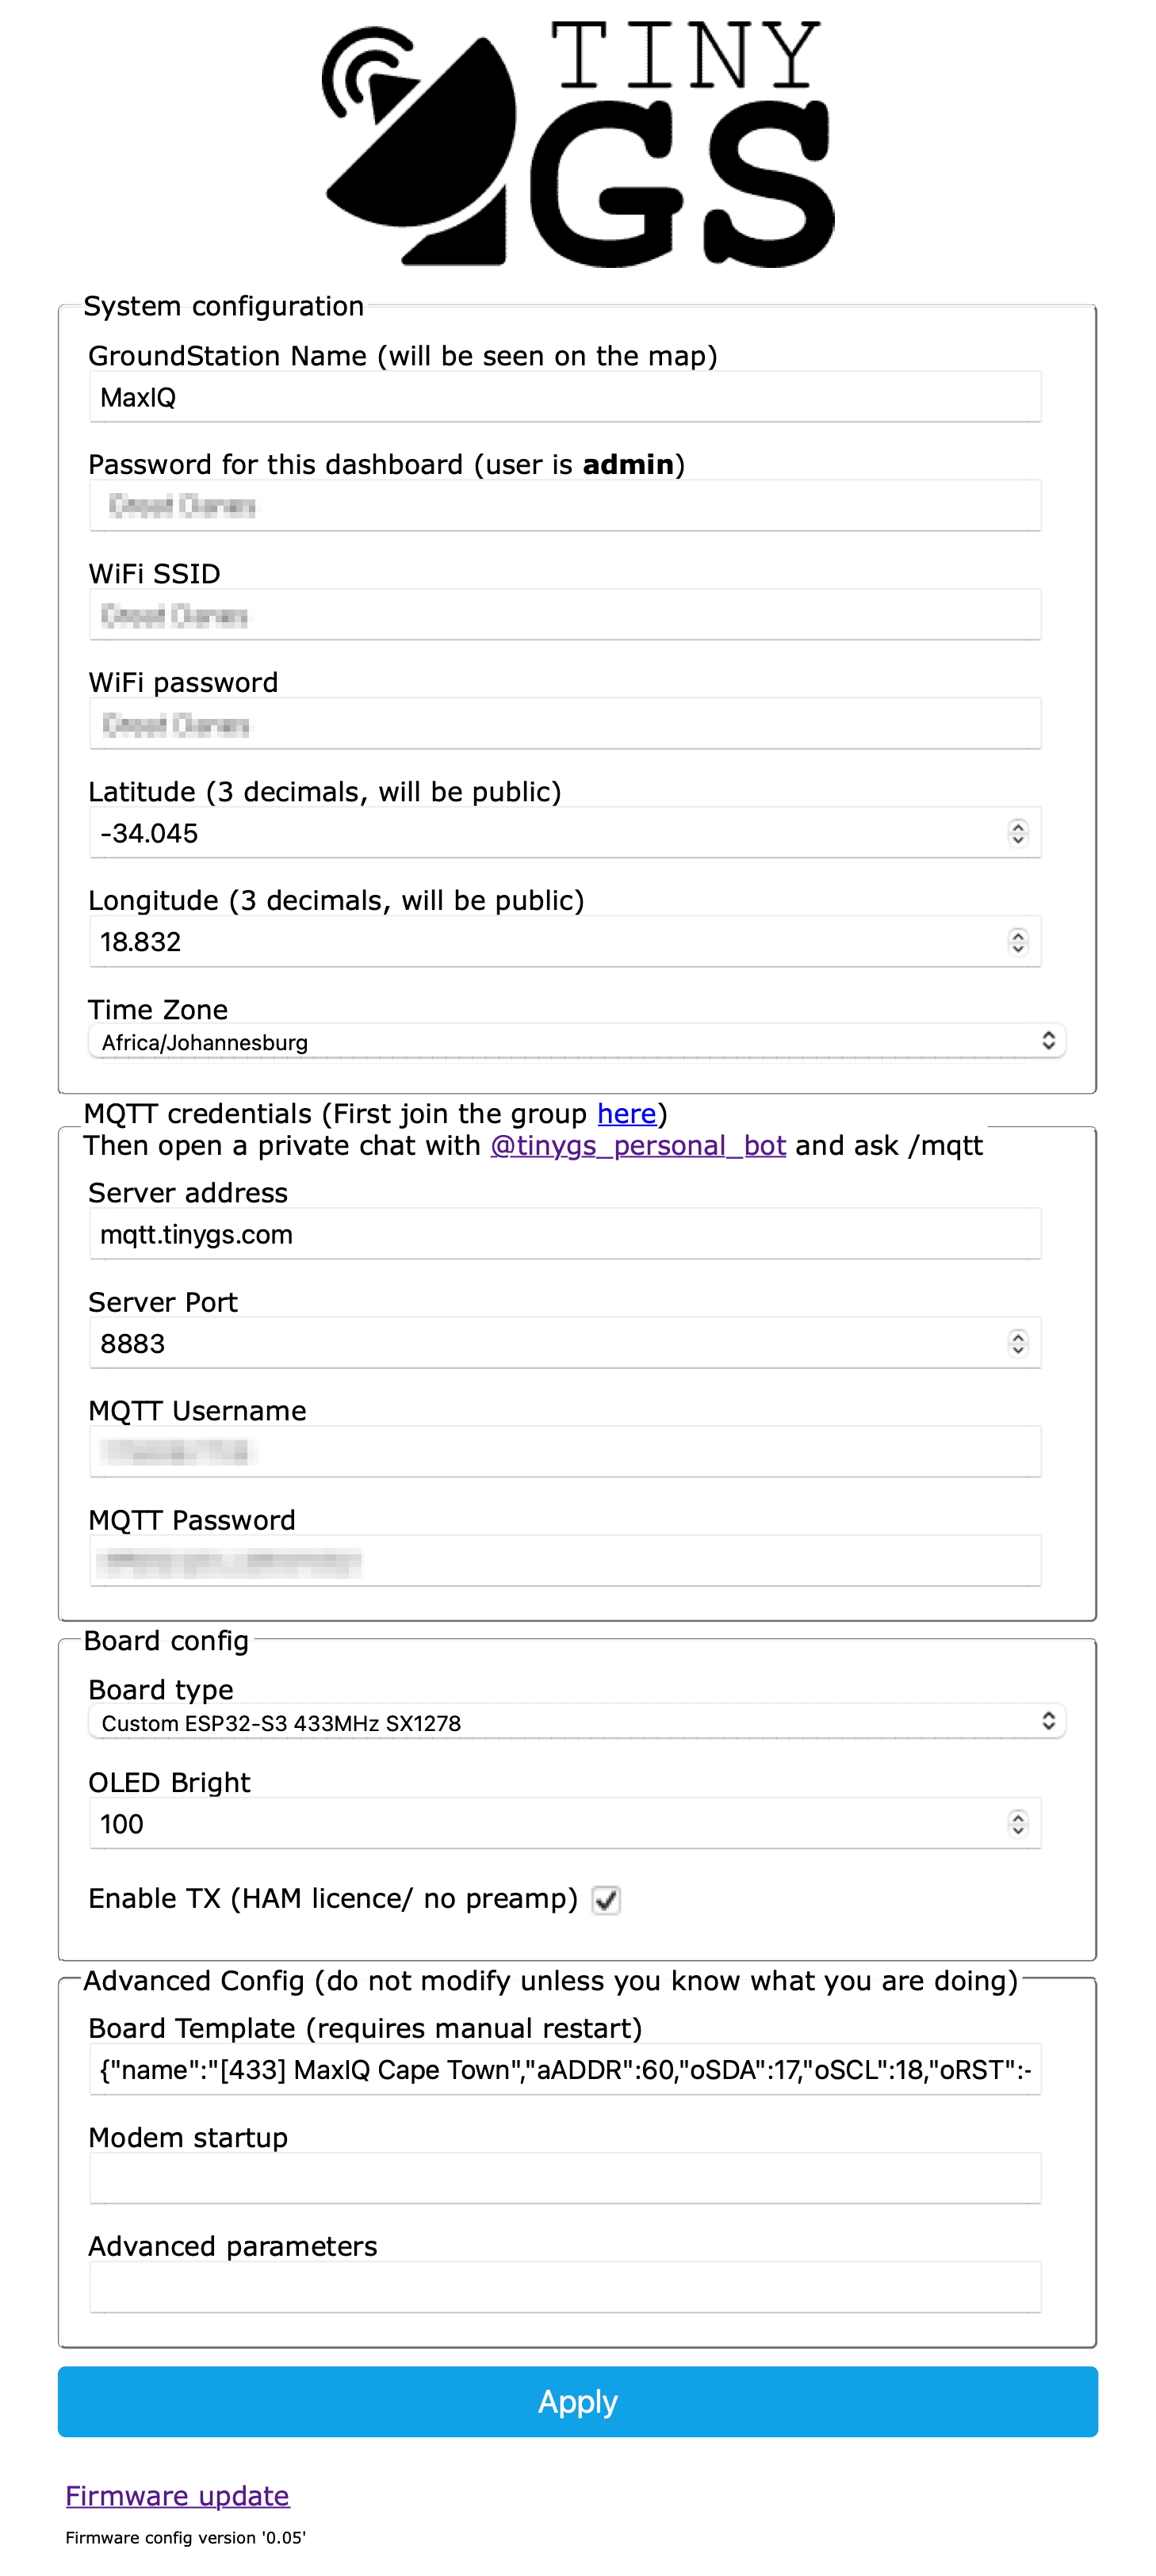 TINY
GS
System configuration
GroundStation Name (will be seen on the map)
MaxIQ
Password for this dashboard (user is admin)
WiFi SSID
WiFi password
Latitude (3 decimals, will be public)
-34.045
Longitude (3 decimals, will be public)
18.832
Time Zone
Africa/Johannesburg
MQTT credentials (First join the group here)
Then open a private chat with @tinygs_personal_bot and ask /mqtt
Server address
mqtt.tinygs.com
Server Port
8883
MQTT Username
MQTT Password
Board config
Board type
Custom ESP32-S3 433MHz SX1278
OLED Bright
100
Enable TX (HAM licence/ no preamp)
Advanced Config (do not modify unless you know what you are doing)
Board Template (requires manual restart)
{"name":"[433] MaxIQ Cape Town","aADDR":60,"oSDA":17,"oSCL":18,"oRST":-
Modem startup
Advanced parameters
Apply
Firmware update
Firmware config version '0.05'